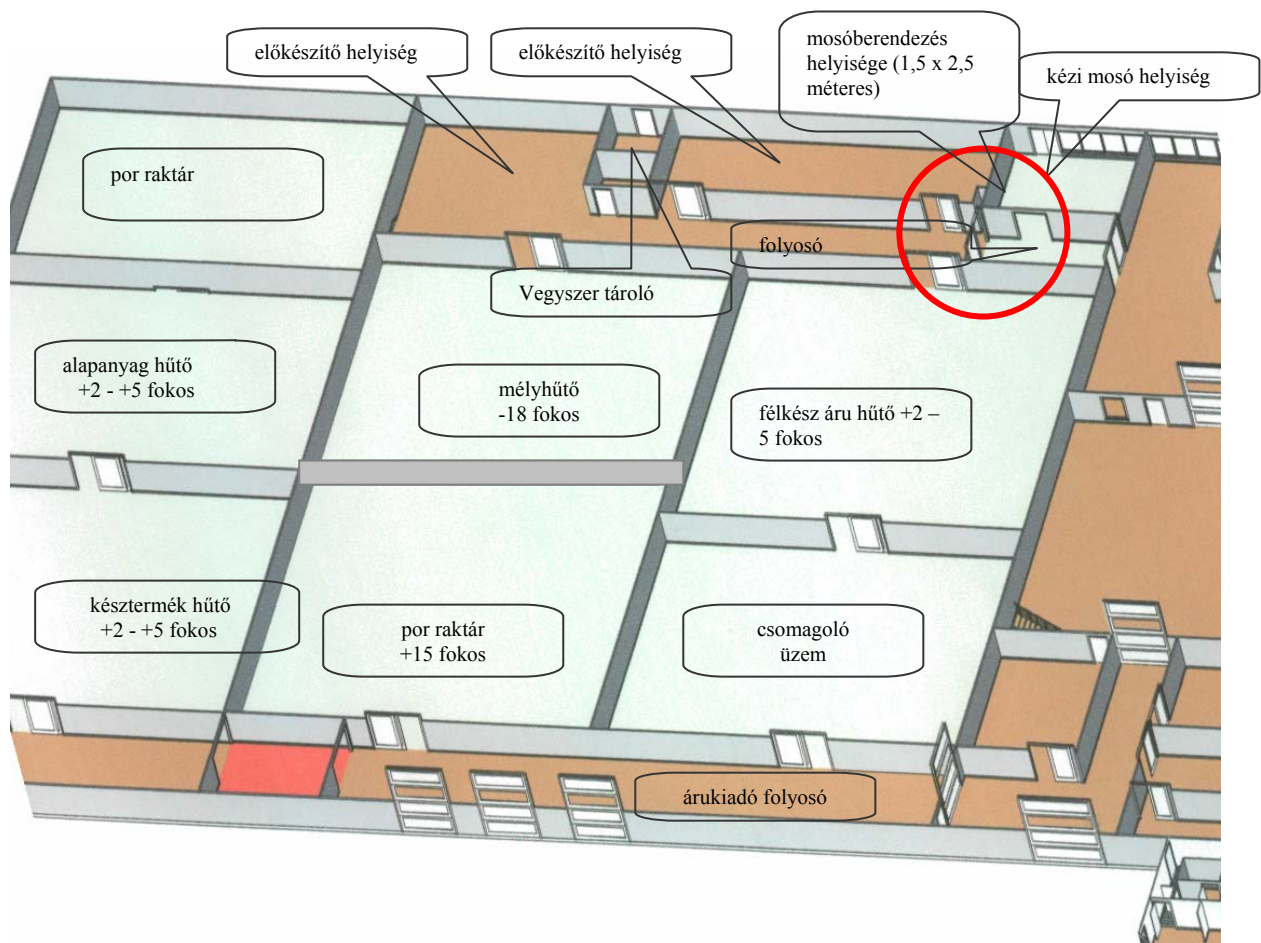 előkészítő helyiség
előkészítő helyiség
mosóberendezés
helyisége (1,5 x 2,5
méteres)
kézi mosó helyiség
por raktár
folyosó
Vegyszer tároló
alapanyag hűtő
+2 - +5 fokos
mélyhűtő
-18 fokos
félkész áru hűtő +2 –
5 fokos
késztermék hűtő
+2 - +5 fokos
por raktár
+15 fokos
csomagoló
üzem
árukiadó folyosó